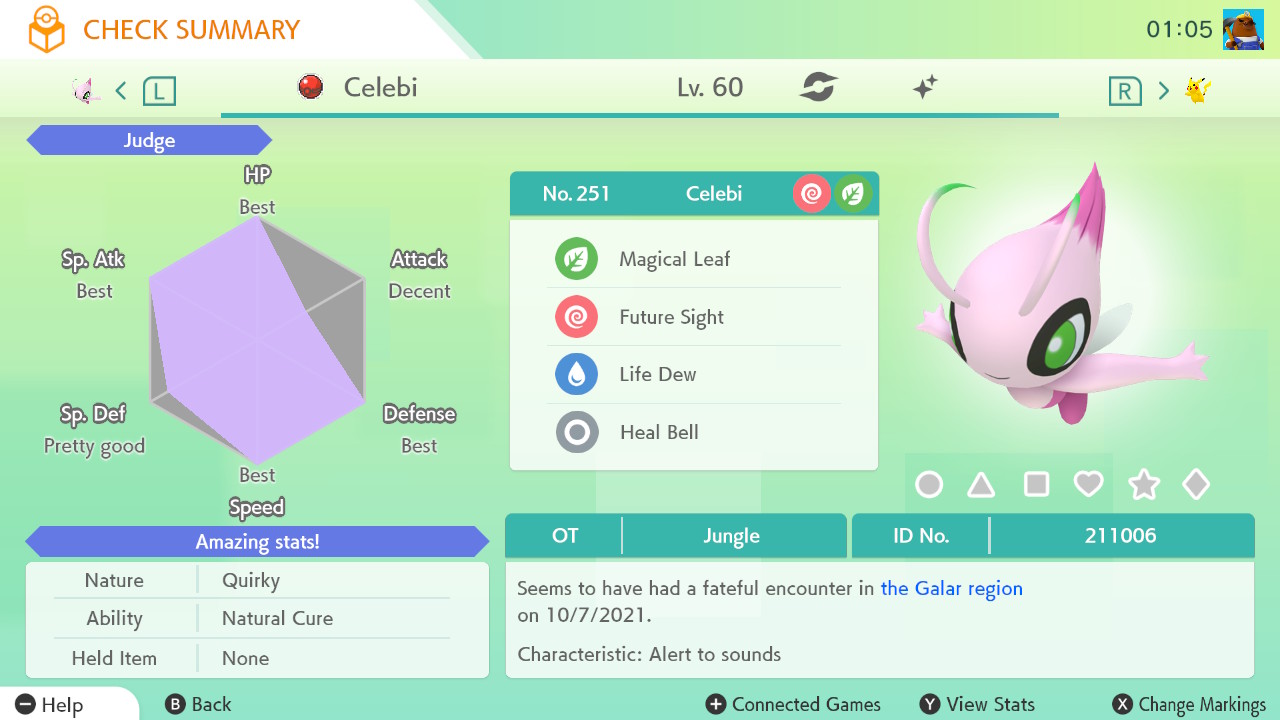 CHECK SUMMARY
01:05
L
Celebi
Lv. 60
R
Judge
HP
Best
Sp. Atk
Best
Attack
Decent
Sp. Def
Pretty good
Defense
Best
Best
Speed
Amazing stats!
Nature Quirky
Ability Natural Cure
Held Item None
No. 251 Celebi
Magical Leaf
Future Sight
Life Dew
Heal Bell
OT Jungle ID No. 211006
Seems to have had a fateful encounter in the Galar region
on 10/7/2021.
Characteristic: Alert to sounds
Help
B Back
Connected Games
Y View Stats
X Change Markings